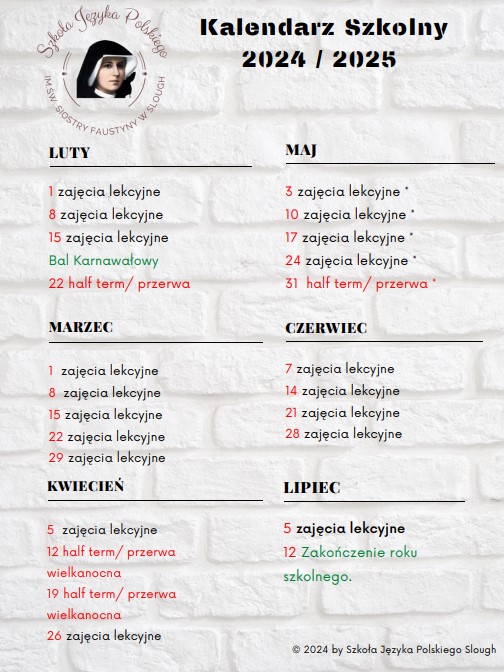 Szkoła Języka Polskiego
IM.ŚW. SIOSTRY FAUSTYNY W SLOUGH
Kalendarz Szkolny
2024 / 2025
LUTY
1 zajęcia lekcyjne
8 zajęcia lekcyjne
15 zajęcia lekcyjne
Bal Karnawałowy
22 half term/ przerwa
MARZEC
1 zajęcia lekcyjne
8 zajęcia lekcyjne
15 zajęcia lekcyjne
22 zajęcia lekcyjne
29 zajęcia lekcyjne
KWIECIEŃ
5 zajęcia lekcyjne
12 half term/ przerwa
wielkanocna
19 half term/ przerwa
wielkanocna
26 zajęcia lekcyjne
MAJ
3 zajęcia lekcyjne *
10 zajęcia lekcyjne *
17 zajęcia lekcyjne *
24 zajęcia lekcyjne *
31 half term/ przerwa *
CZERWIEC
7 zajęcia lekcyjne
14 zajęcia lekcyjne
21 zajęcia lekcyjne
28 zajęcia lekcyjne
LIPIEC
5 zajęcia lekcyjne
12 Zakończenie roku
szkolnego.
© 2024 by Szkoła Języka Polskiego Slough